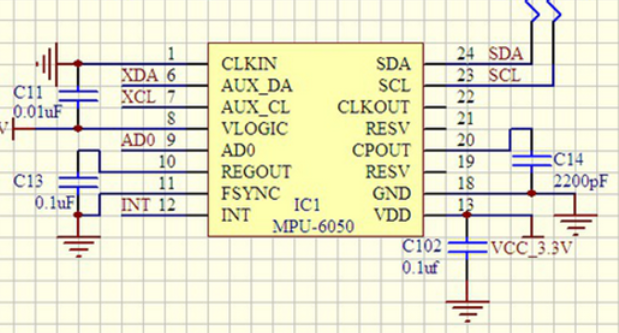 1 CLKIN SDA 24 SDA
XDA 6 AUX_DA SCL 23 SCL
C11 XCL 7 AUX_CL CLKOUT 22
0.01uF
V 8 VLOGIC RESV 21
AD0 9 AD0 CPOUT 20
10 REGOUT RESV 19 C14
C13 11 FSYNC GND 18 2200pF
0.1uF INT 12 INT IC1 VDD 13
MPU-6050
C102 VCC_3.3V
0.1uf